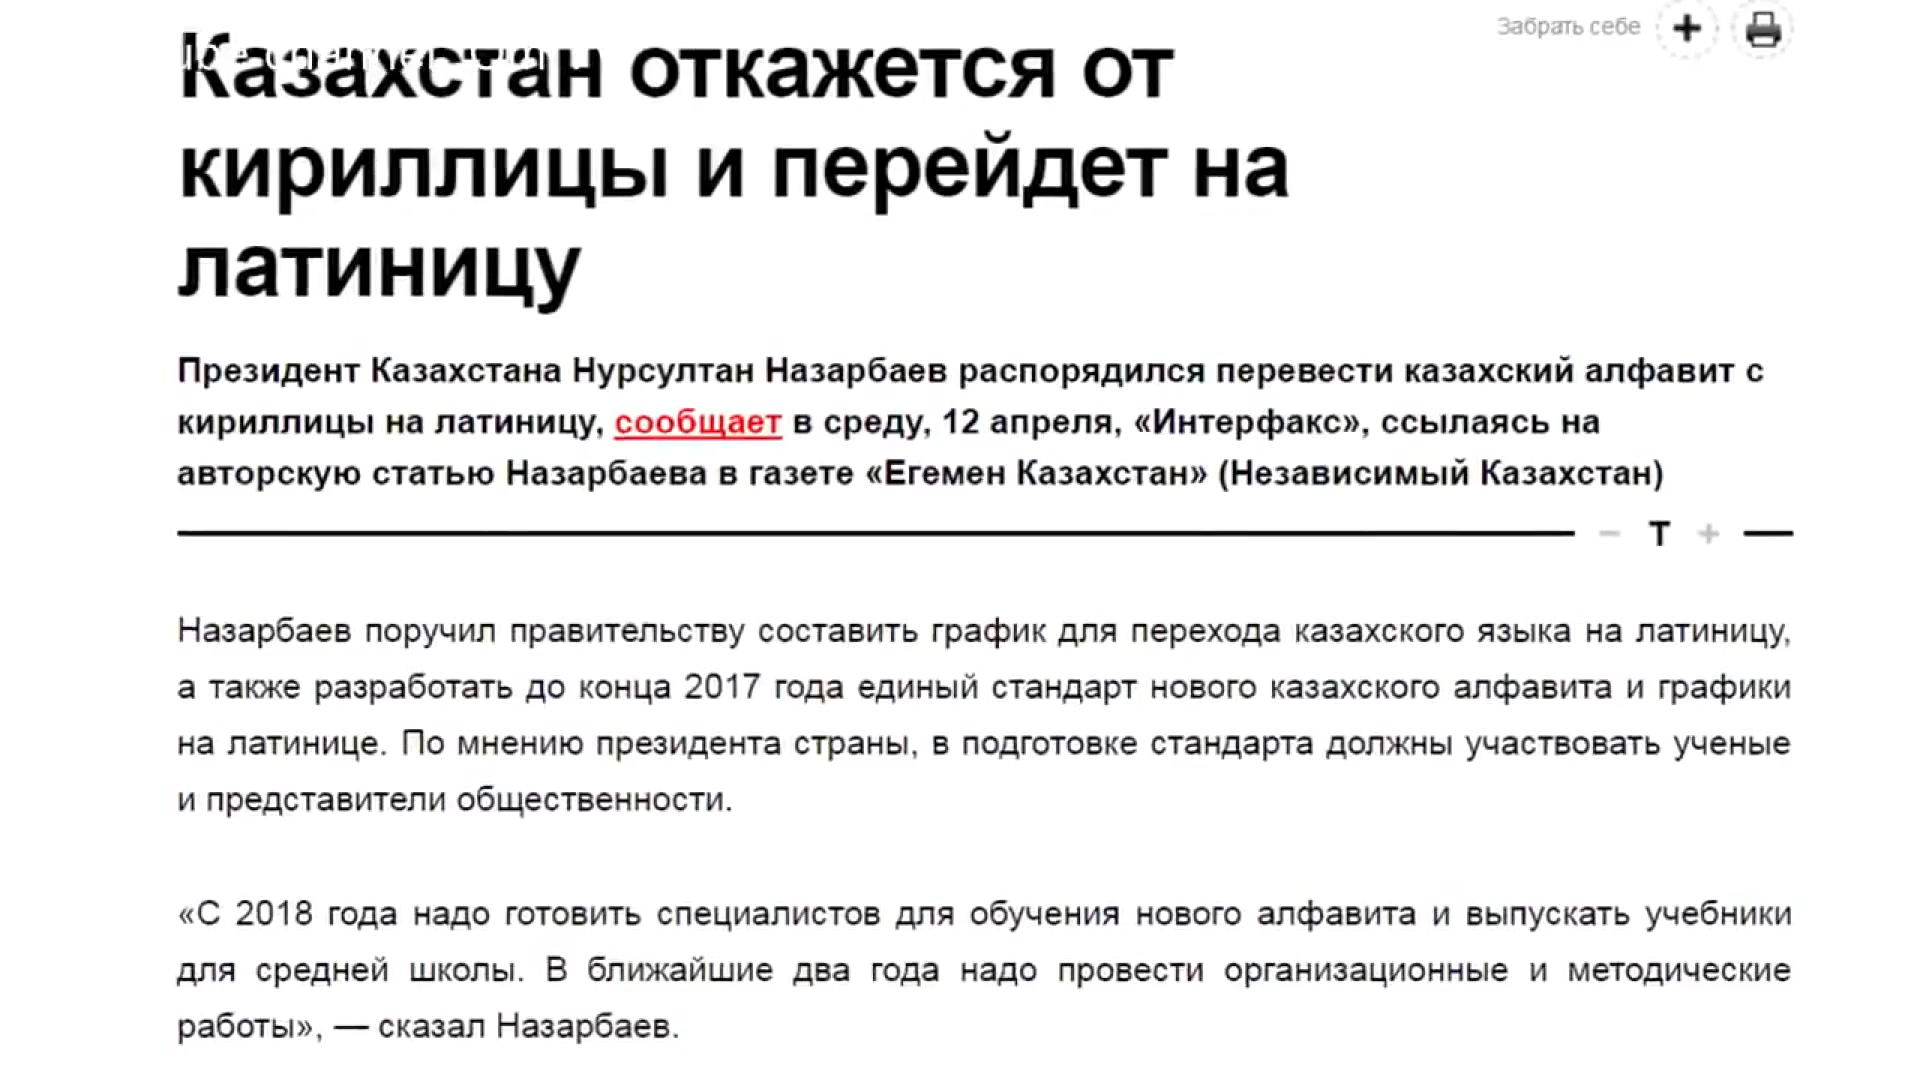 Забрать себе
Казахстан откажется от
кириллицы и перейдет на
латиницу
Президент Казахстана Нурсултан Назарбаев распорядился перевести казахский алфавит с
кириллицы на латиницу, сообщает в среду, 12 апреля, «Интерфакс», ссылаясь на
авторскую статью Назарбаева в газете «Егемен Казахстан» (Независимый Казахстан)
− T +
Назарбаев поручил правительству составить график для перехода казахского языка на латиницу,
а также разработать до конца 2017 года единый стандарт нового казахского алфавита и графики
на латинице. По мнению президента страны, в подготовке стандарта должны участвовать ученые
и представители общественности.
«С 2018 года надо готовить специалистов для обучения нового алфавита и выпускать учебники
для средней школы. В ближайшие два года надо провести организационные и методические
работы», — сказал Назарбаев.